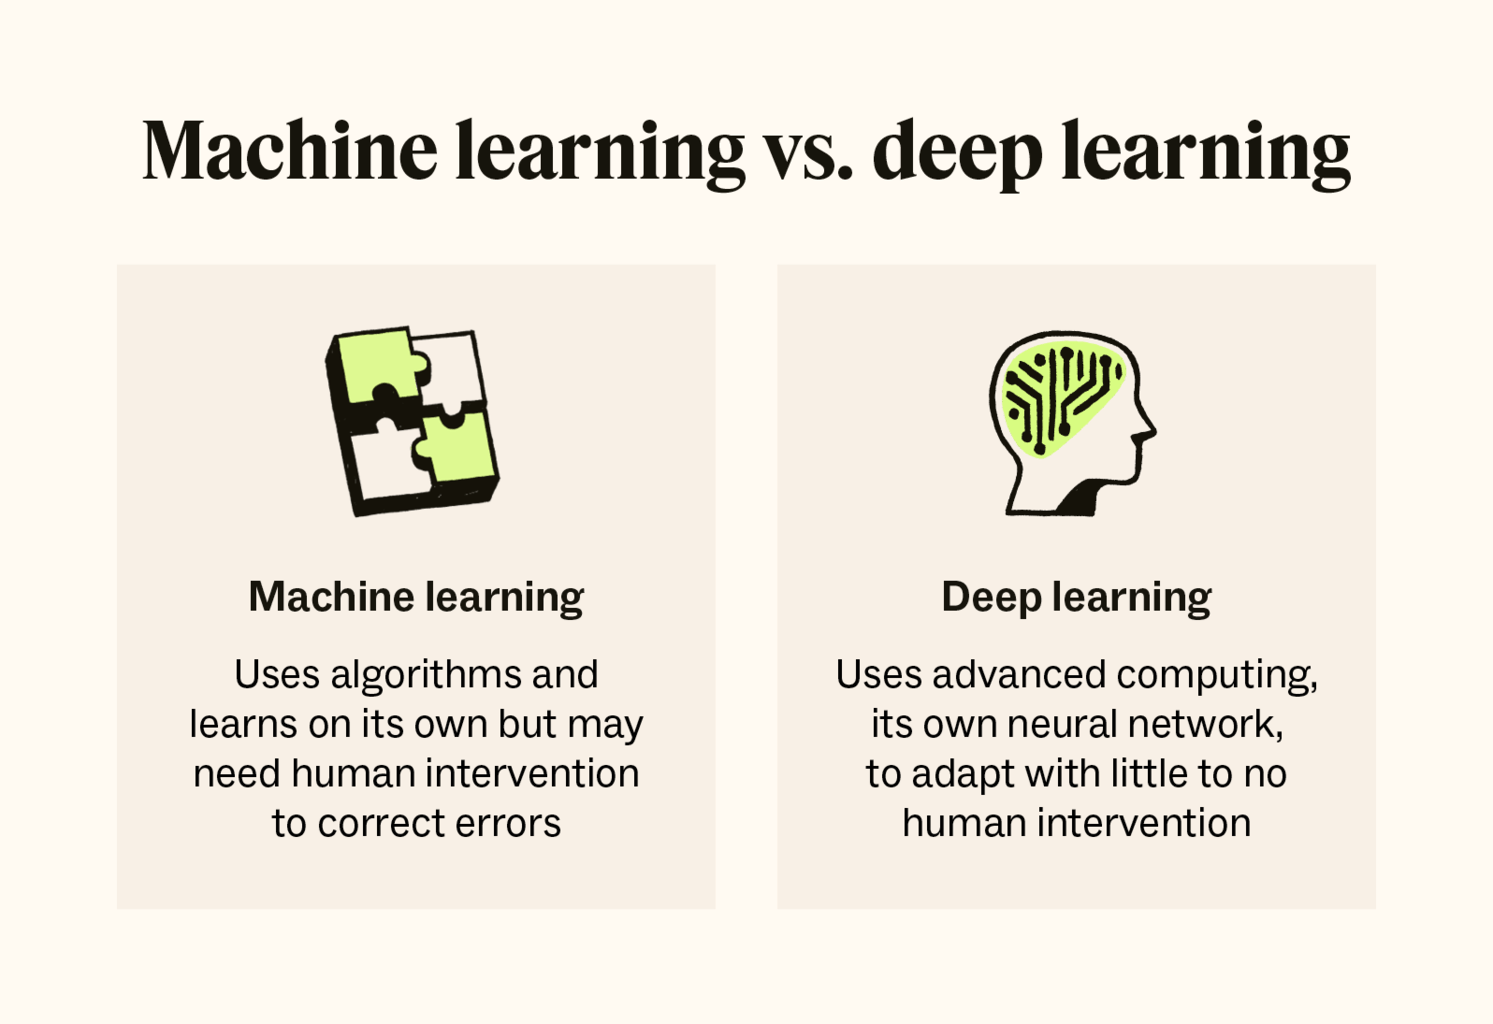 Machine learning vs. deep learning
Machine learning
Uses algorithms and
learns on its own but may
need human intervention
to correct errors
Deep learning
Uses advanced computing,
its own neural network,
to adapt with little to no
human intervention